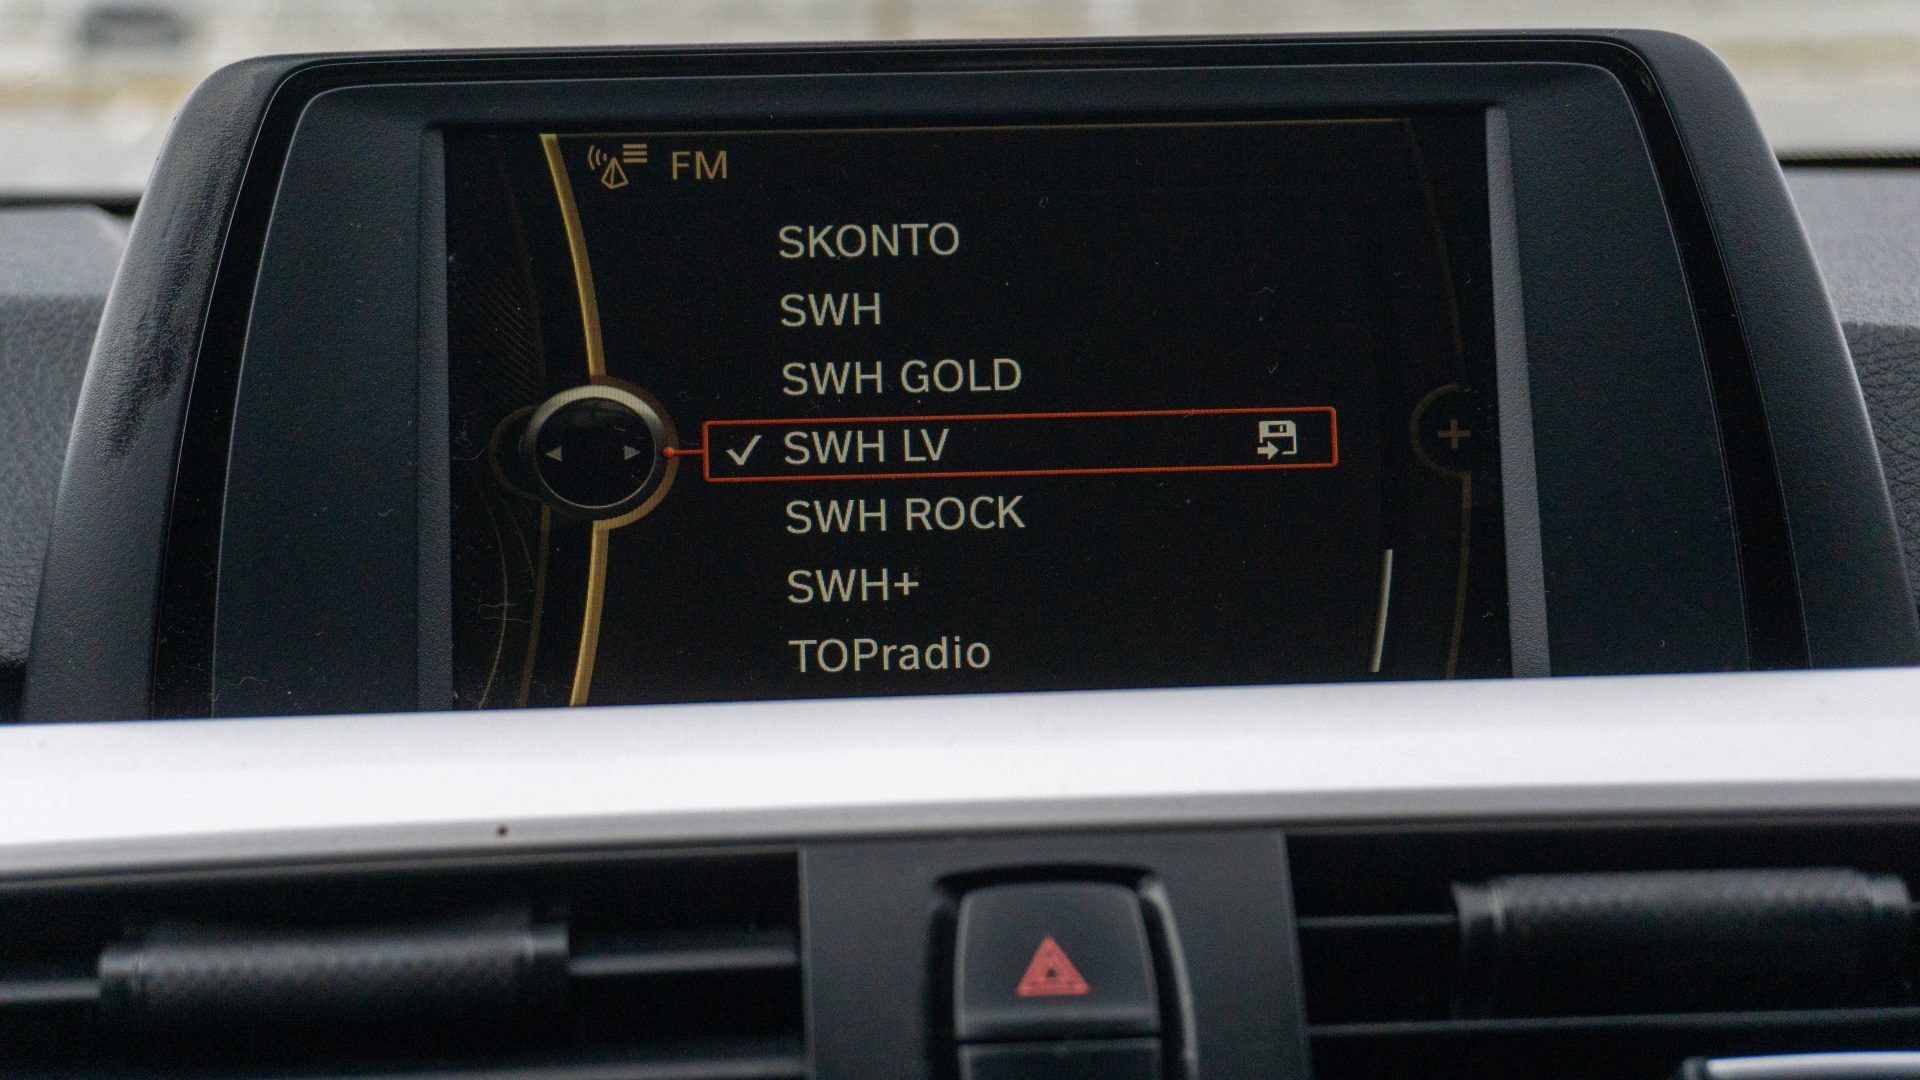 FM
SKONTO
SWH
SWH GOLD
SWH LV
SWH ROCK
SWH+
TOPradio